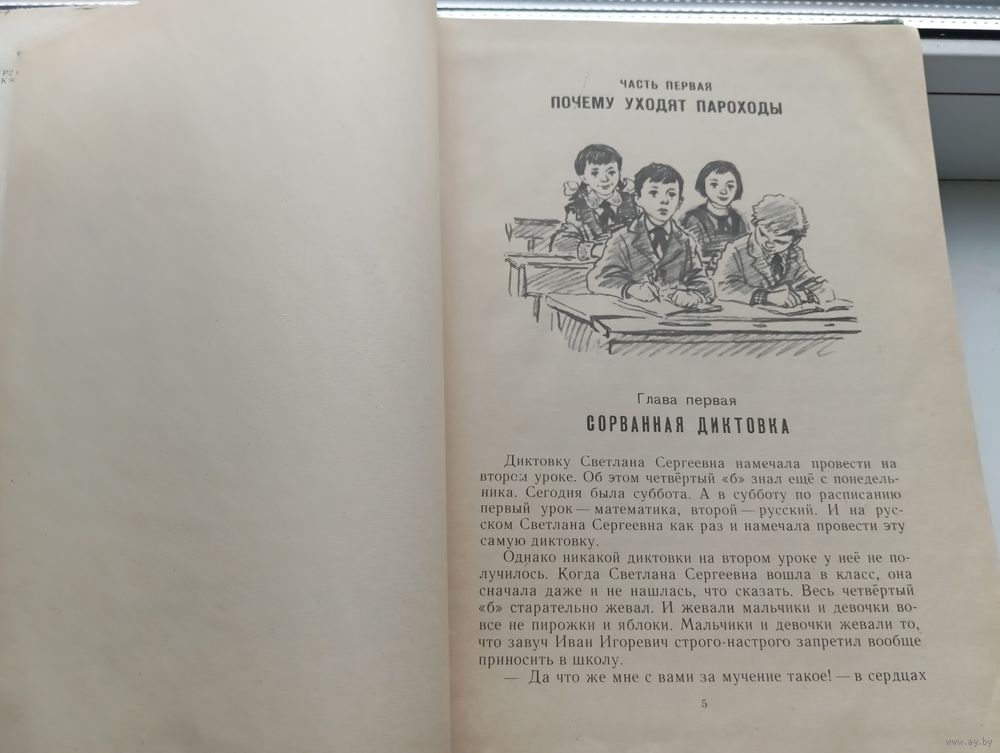 ЧАСТЬ ПЕРВАЯ
ПОЧЕМУ УХОДЯТ ПАРОХОДЫ
Глава первая
СОРВАННАЯ ДИКТОВКА
Диктовку Светлана Сергеевна намечала провести на
втором уроке. Об этом четвёртый «б» знал ещё с понедель-
ника. Сегодня была суббота. А в субботу по расписанию
первый урок — математика, второй — русский. И на рус-
ском Светлана Сергеевна как раз и намечала провести эту
самую диктовку.
Однако никакой диктовки на втором уроке у неё не по-
лучилось. Когда Светлана Сергеевна вошла в класс, она
сначала даже и не нашлась, что сказать. Весь четвёртый
«б» старательно жевал. И жевали мальчики и девочки во-
все не пирожки и яблоки. Мальчики и девочки жевали то,
что завуч Иван Игоревич строго-настрого запретил вообще
приносить в школу.
— Да что же мне с вами за мучение такое! — в сердцах
5
www.ay.by